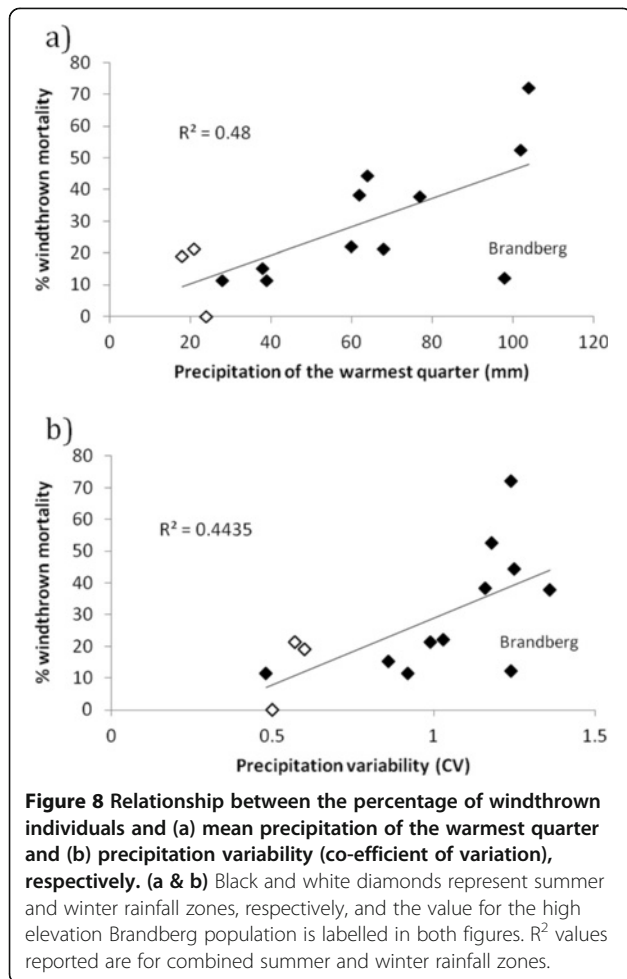 a)
80
70
60
50
40
30
20
10
0
% windthrown mortality
R² = 0.48
Brandberg
0 20 40 60 80 100 120
Precipitation of the warmest quarter (mm)
b)
80
70
60
50
40
30
20
10
0
% windthrown mortality
R² = 0.4435
Brandberg
0 0.5 1 1.5
Precipitation variability (CV)
Figure 8 Relationship between the percentage of windthrown
individuals and (a) mean precipitation of the warmest quarter
and (b) precipitation variability (co-efficient of variation),
respectively. (a & b) Black and white diamonds represent summer
and winter rainfall zones, respectively, and the value for the high
elevation Brandberg population is labelled in both figures. R² values
reported are for combined summer and winter rainfall zones.